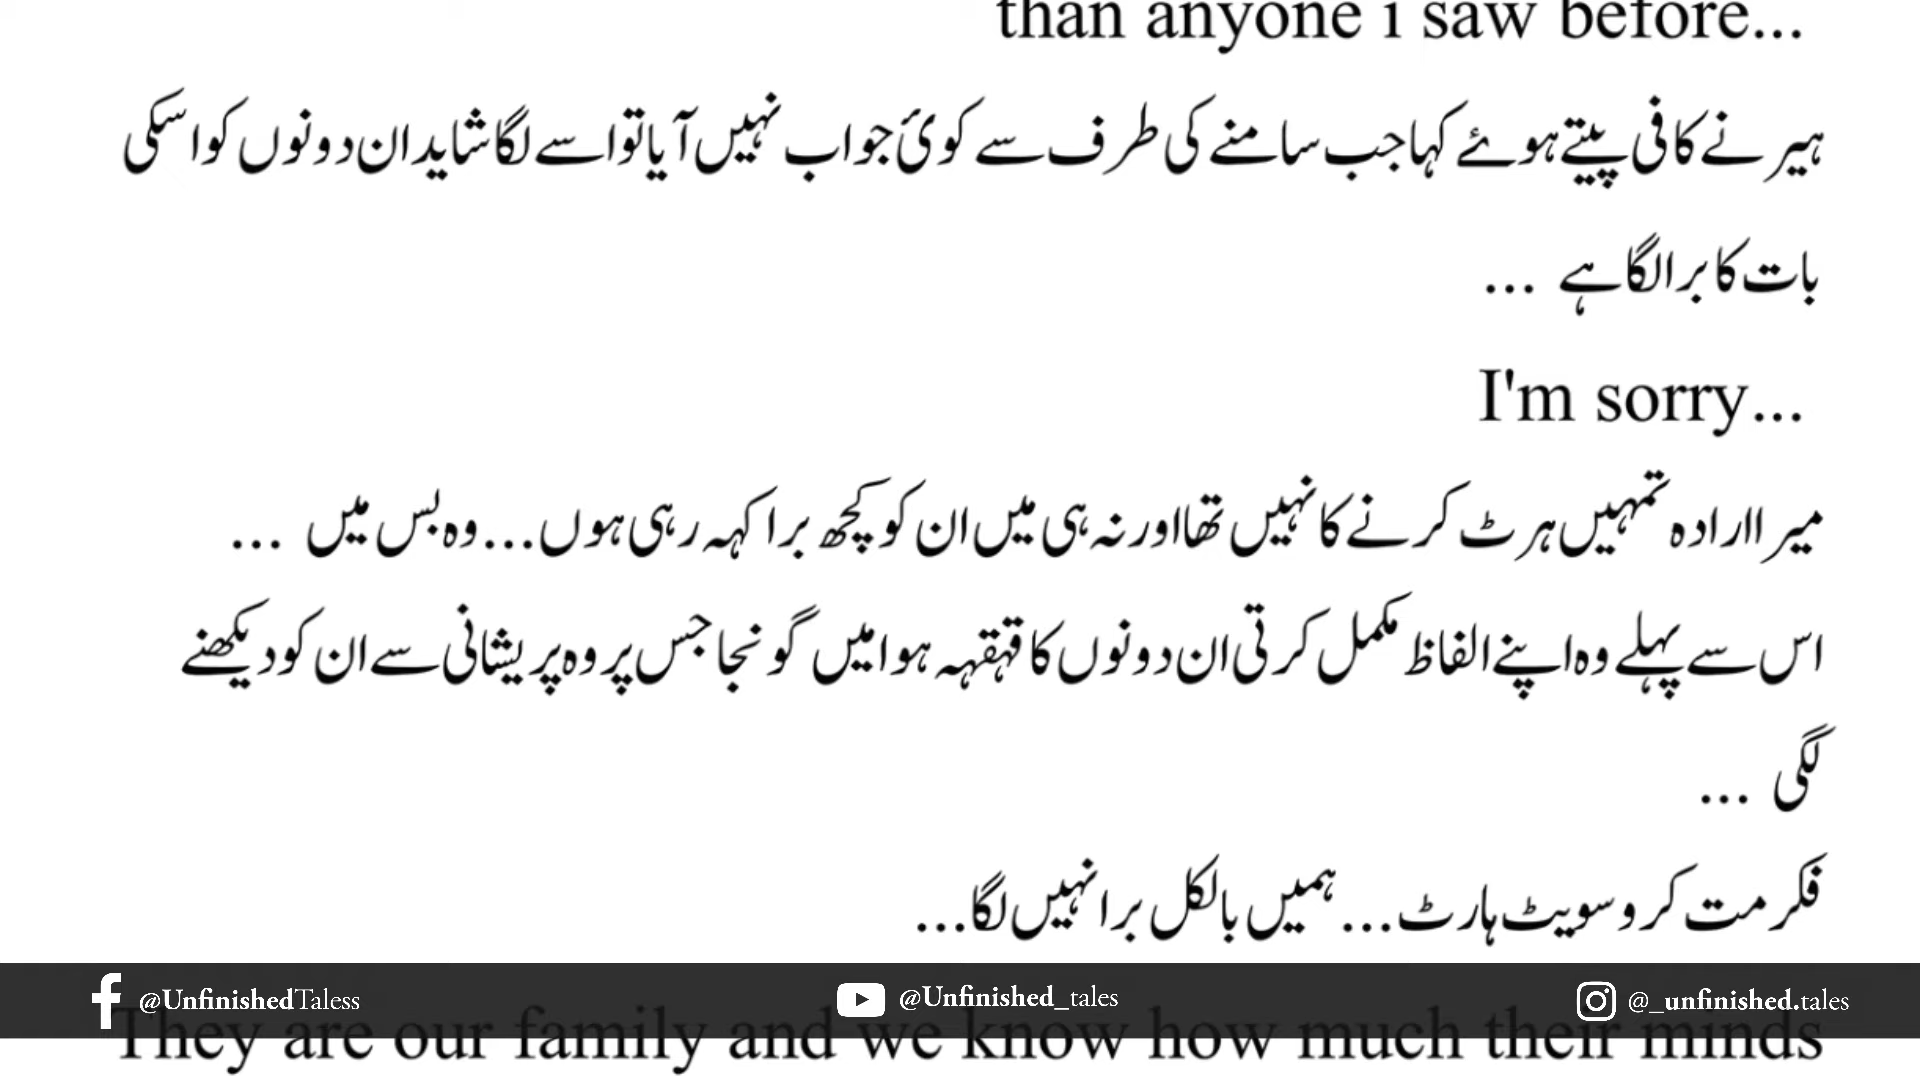 than anyone i saw before...
ہیر نے کافی پیتے ہوئے کہا جب سامنے کی طرف سے کوئ جواب نہیں آیا تو اسے لگا شاید ان دونوں کو اسکی
بات کا برا لگا ہے ...
I'm sorry...
میرا ارادہ تمہیں ہرٹ کرنے کا نہیں تھا اور نہ ہی میں ان کو کچھ برا کہہ رہی ہوں... وہ بس میں ...
اس سے پہلے وہ اپنے الفاظ مکمل کرتی ان دونوں کا قہقہہ ہوا میں گونجا جس پر وہ پریشانی سے ان کو دیکھنے
لگی ...
فکر مت کرو سویٹ ہارٹ... ہمیں بالکل برا نہیں لگا...
@UnfinishedTaless @Unfinished_tales @_unfinished.tales
They are our family and we know how much their minds